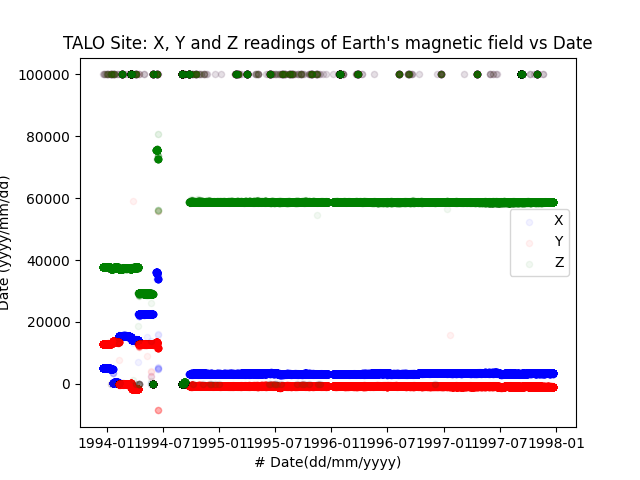 TALO Site: X, Y and Z readings of Earth's magnetic field vs Date
100000
80000
60000
40000
20000
0
Date (yyyy/mm/dd)
X
Y
Z
1994-01 1994-07 1995-01 1995-07 1996-01 1996-07 1997-01 1997-07 1998-01
# Date(dd/mm/yyyy)